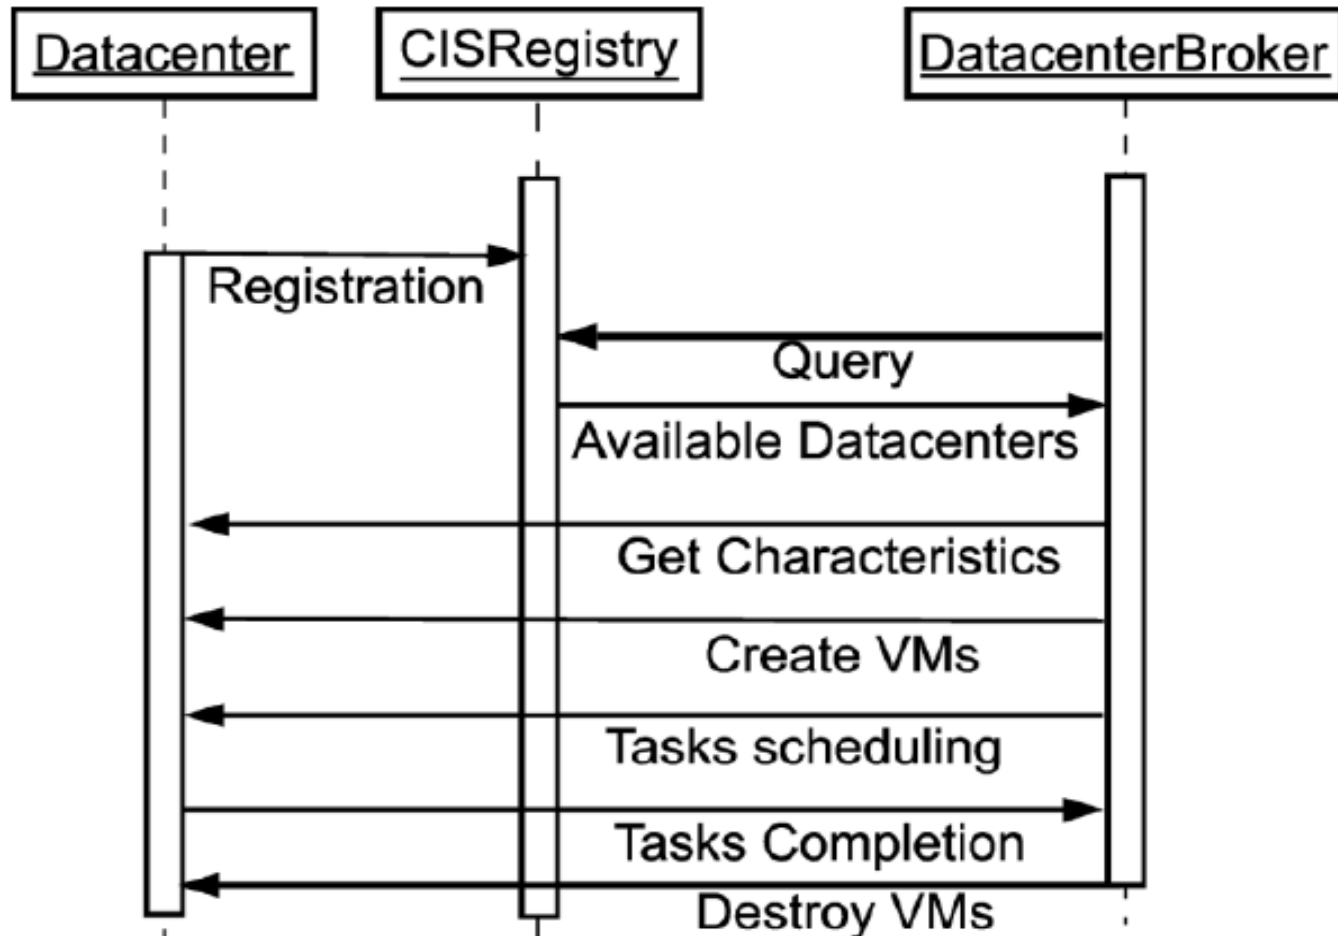 Datacenter
CISRegistry
DatacenterBroker
Registration
Query
Available Datacenters
Get Characteristics
Create VMs
Tasks scheduling
Tasks Completion
Destroy VMs